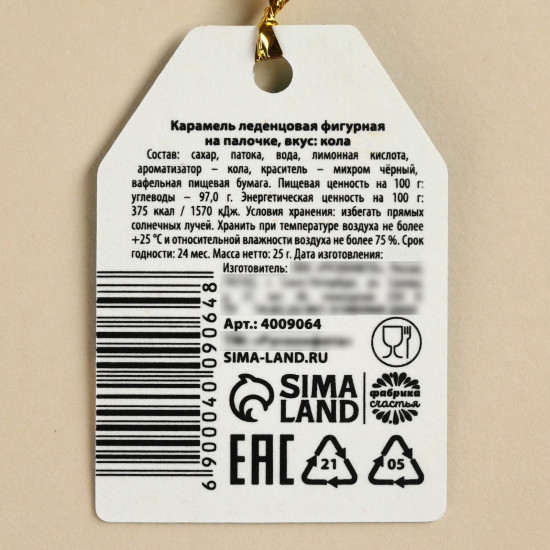 Карамель леденцовая фигурная
на палочке, вкус: кола
Состав: сахар, патока, вода, лимонная кислота,
ароматизатор – кола, краситель – михром чёрный,
вафельная пищевая бумага. Пищевая ценность на 100 г:
углеводы – 97,0 г. Энергетическая ценность на 100 г:
375 ккал / 1570 кДж. Условия хранения: избегать прямых
солнечных лучей. Хранить при температуре воздуха не более
+25 °C и относительной влажности воздуха не более 75 %. Срок
годности: 24 мес. Масса нетто: 25 г. Дата изготовления:
Изготовитель:
Арт.: 4009064
SIMA-LAND.RU
SIMA
LAND
фабрика
счастья
EAC
21
05
6900040090648